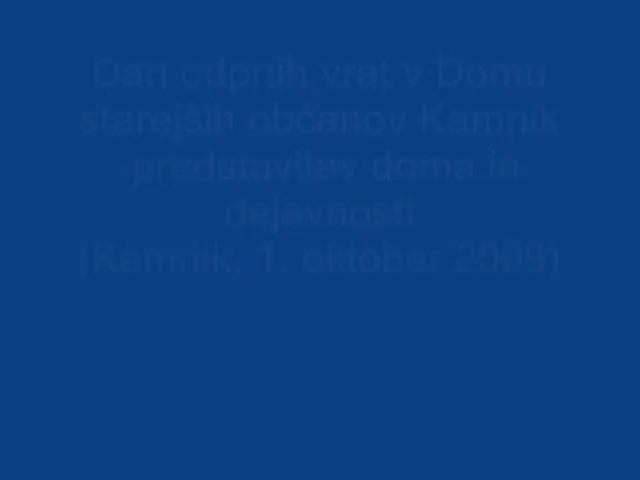 Dan odprtih vrat v Domu
starejših občanov Kamnik
-predstavitev doma in
dejavnosti
(Kamnik, 1. oktober 2009)